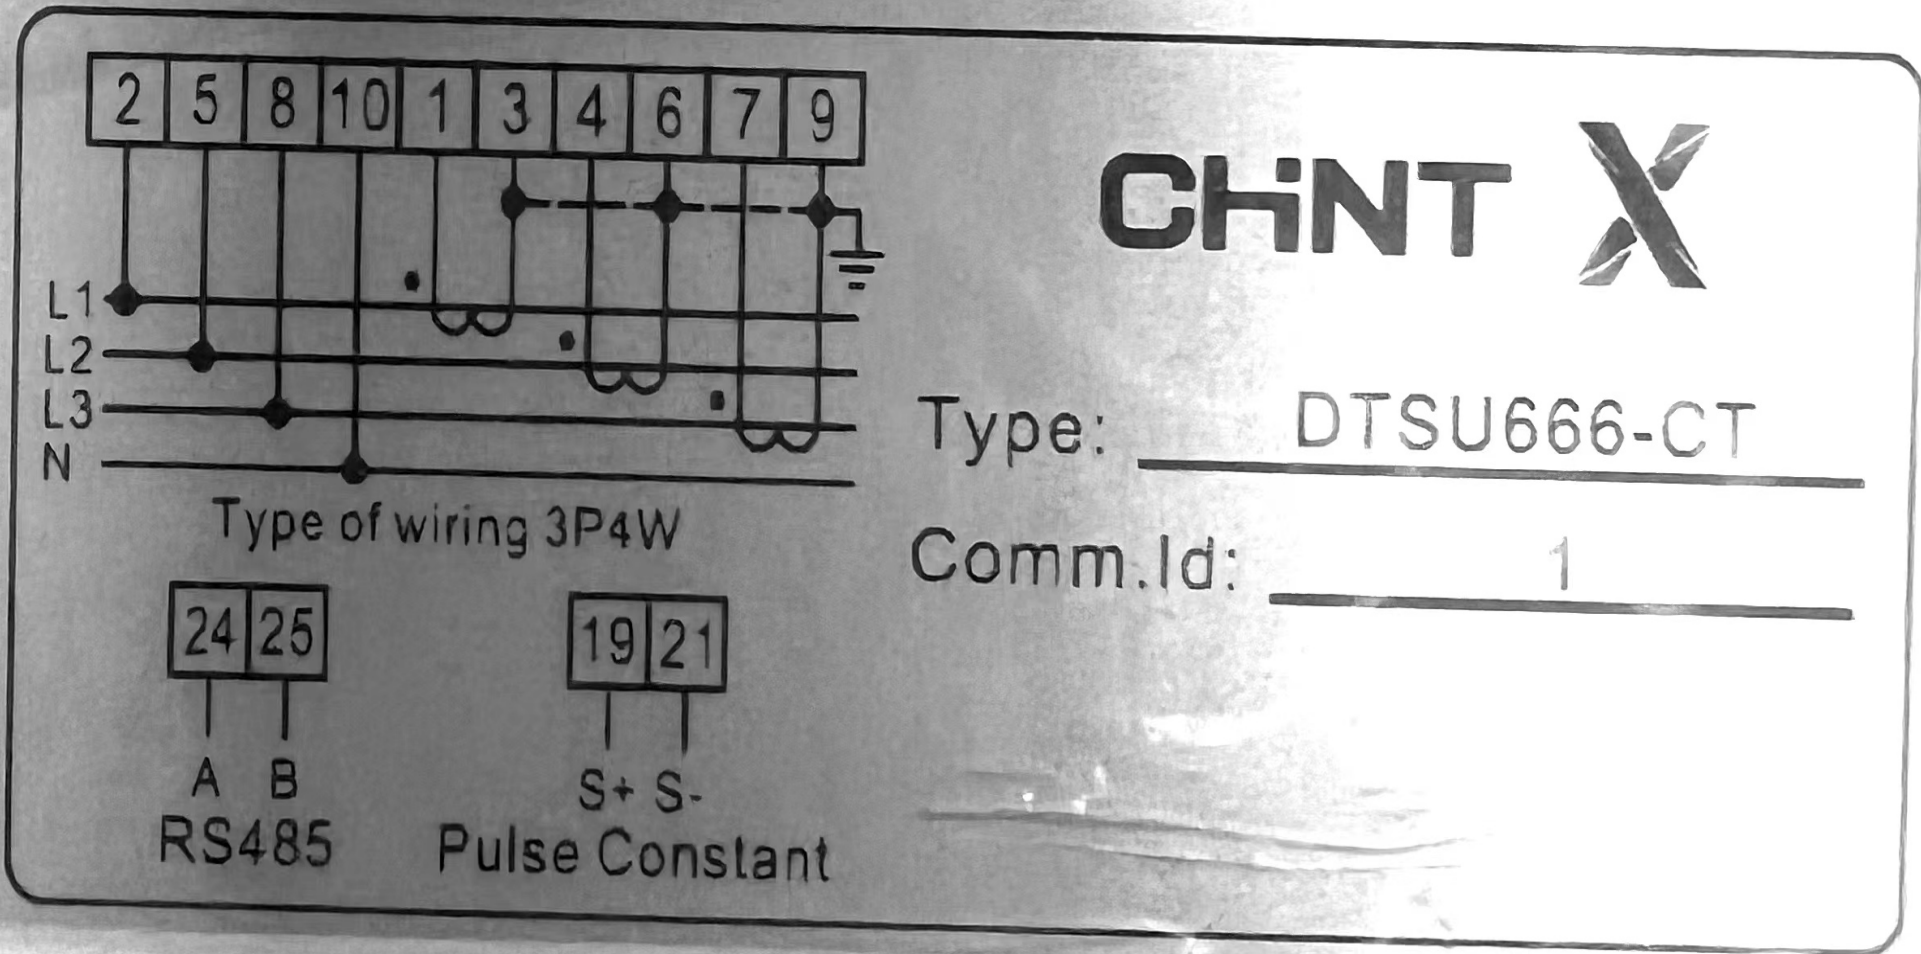 2 5 8 10 1 3 4 6 7 9
L1
L2
L3
N
Type of wiring 3P4W
24 25
A B
RS485
19 21
S+ S-
Pulse Constant
CHINT X
Type: DTSU666-CT
Comm.Id: 1